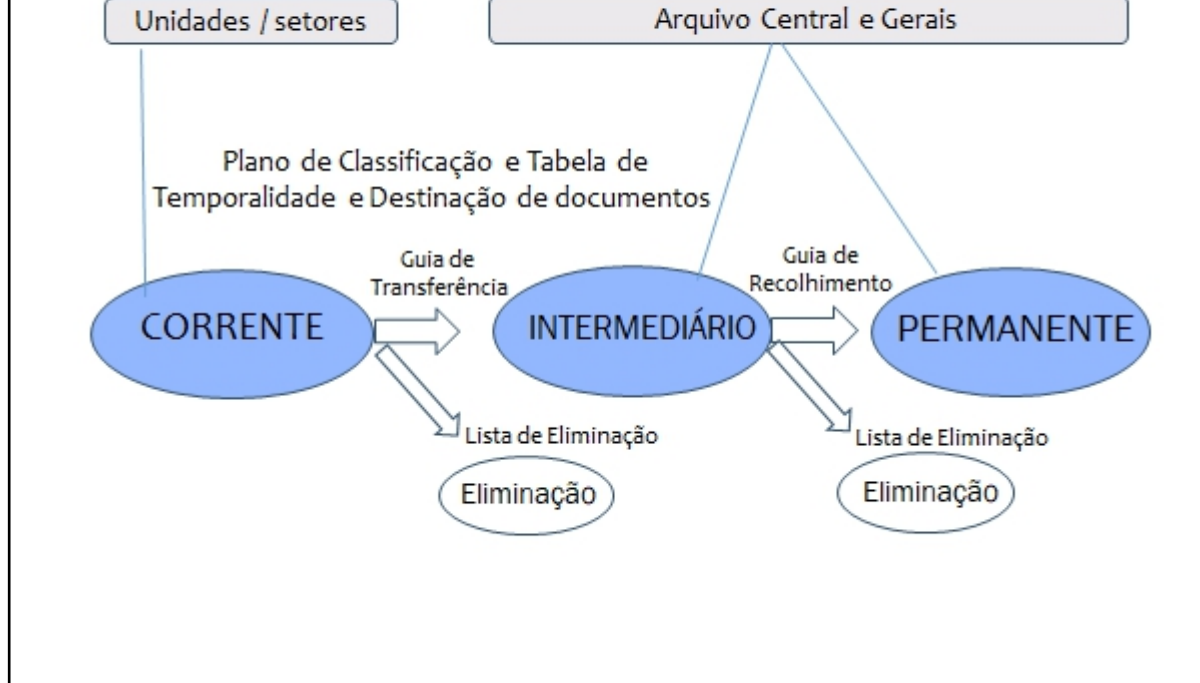 Unidades / setores
Arquivo Central e Gerais
Plano de Classificação e Tabela de
Temporalidade e Destinação de documentos
Guia de
Transferência
Guia de
Recolhimento
CORRENTE
INTERMEDIÁRIO
PERMANENTE
Lista de Eliminação
Lista de Eliminação
Eliminação
Eliminação